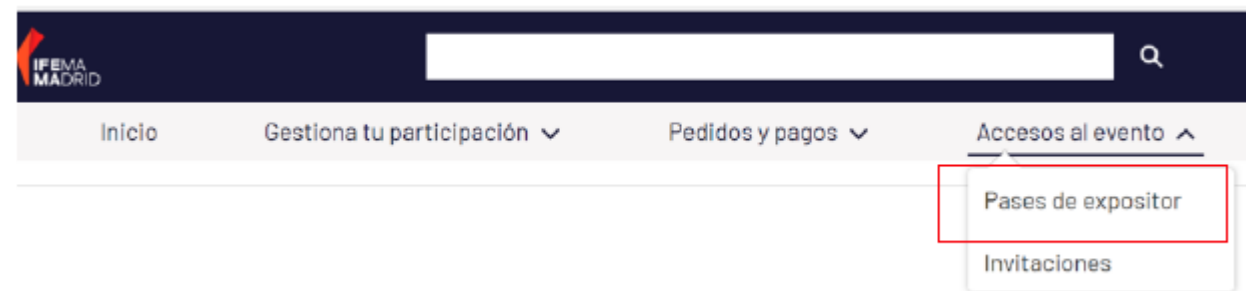 IFEMA
MADRID
Inicio
Gestiona tu participación
Pedidos y pagos
Accesos al evento
Pases de expositor
Invitaciones